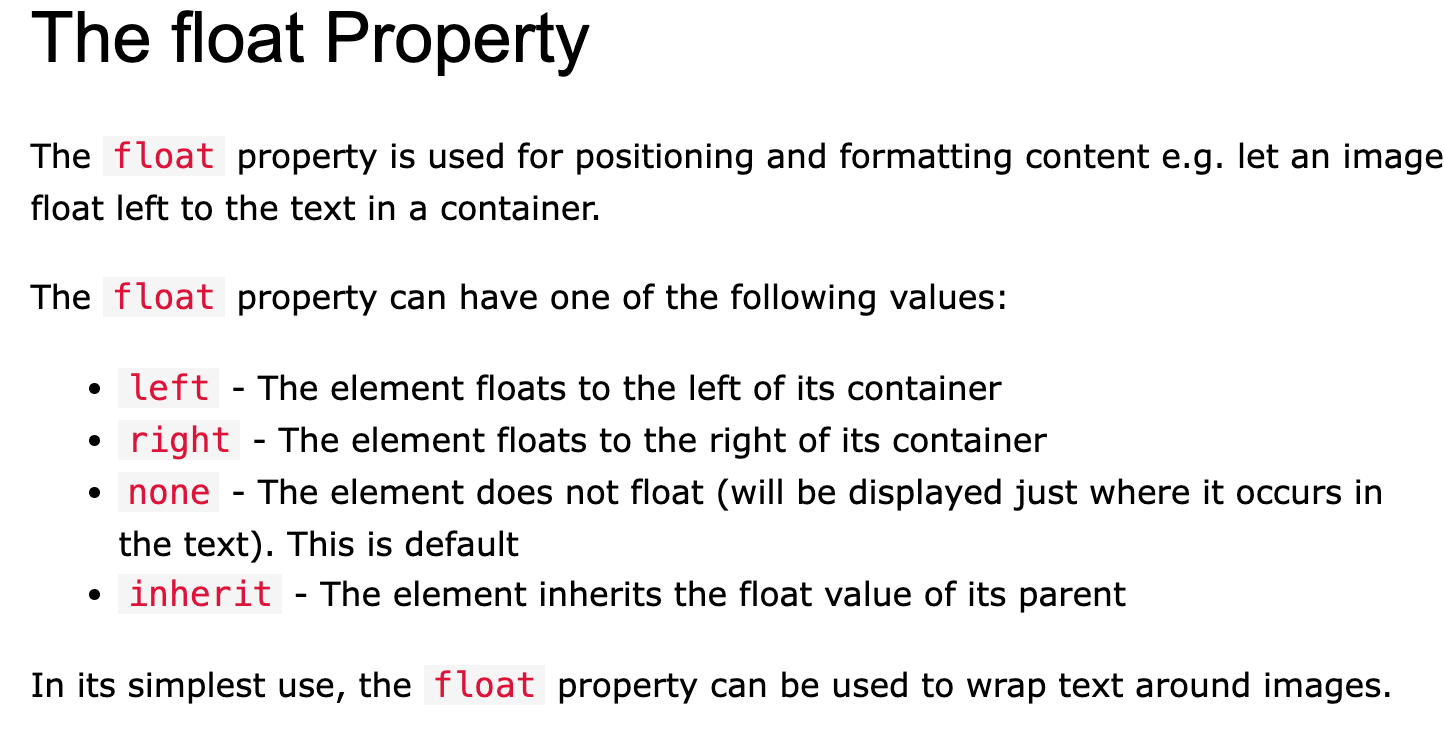 The float Property
The float property is used for positioning and formatting content e.g. let an image
float left to the text in a container.
The float property can have one of the following values:
• left - The element floats to the left of its container
• right - The element floats to the right of its container
• none - The element does not float (will be displayed just where it occurs in
the text). This is default
• inherit - The element inherits the float value of its parent
In its simplest use, the float property can be used to wrap text around images.